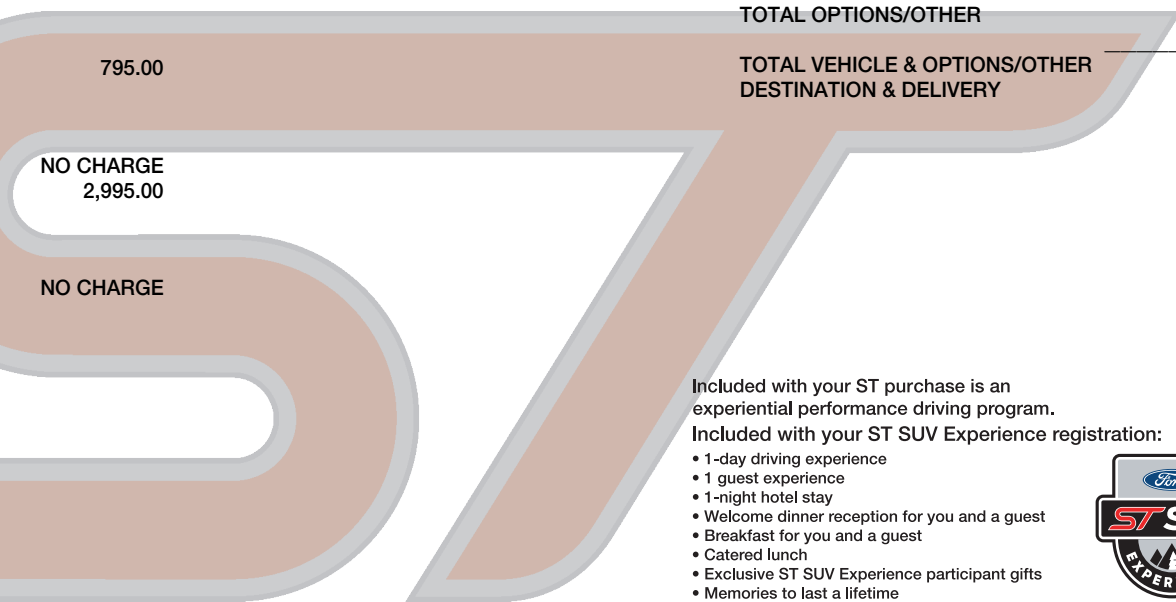 TOTAL OPTIONS/OTHER
795.00
TOTAL VEHICLE & OPTIONS/OTHER
DESTINATION & DELIVERY
NO CHARGE
2,995.00
NO CHARGE
ST
Included with your ST purchase is an
experiential performance driving program.
Included with your ST SUV Experience registration:
• 1-day driving experience
• 1 guest experience
• 1-night hotel stay
• Welcome dinner reception for you and a guest
• Breakfast for you and a guest
• Catered lunch
• Exclusive ST SUV Experience participant gifts
• Memories to last a lifetime
ST